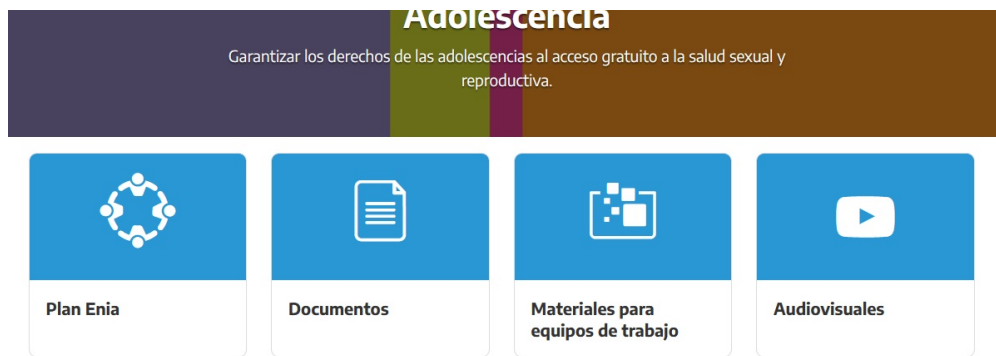 Adolescencia
Garantizar los derechos de las adolescencias al acceso gratuito a la salud sexual y
reproductiva.
Plan Enia
Documentos
Materiales para
equipos de trabajo
Audiovisuales